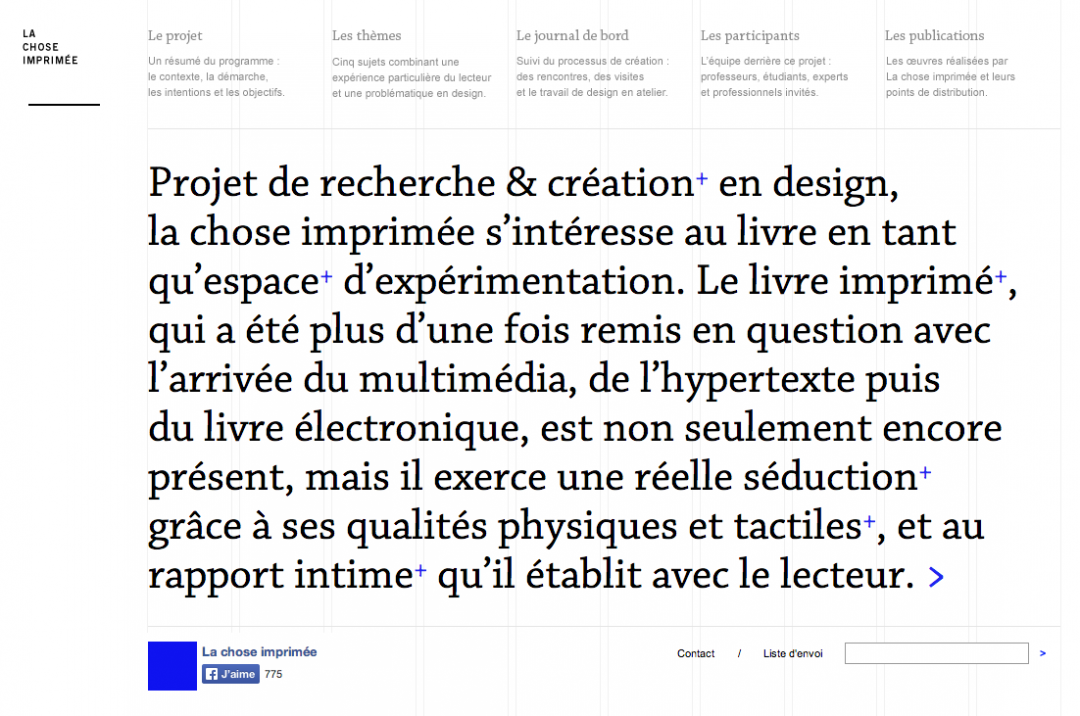 LA
CHOSE
IMPRIMÉE
Le projet
Un résumé du programme :
le contexte, la démarche,
les intentions et les objectifs.
Les thèmes
Cinq sujets combinant une
expérience particulière du lecteur
et une problématique en design.
Le journal de bord
Suivi du processus de création :
des rencontres, des visites
et le travail de design en atelier.
Les participants
L'équipe derrière ce projet :
professeurs, étudiants, experts
et professionnels invités.
Les publications
Les œuvres réalisées par
La chose imprimée et leurs
points de distribution.
Projet de recherche & création+ en design,
la chose imprimée s’intéresse au livre en tant
qu’espace+ d’expérimentation. Le livre imprimé+,
qui a été plus d’une fois remis en question avec
l’arrivée du multimédia, de l’hypertexte puis
du livre électronique, est non seulement encore
présent, mais il exerce une réelle séduction+
grâce à ses qualités physiques et tactiles+, et au
rapport intime+ qu’il établit avec le lecteur. >
La chose imprimée
J'aime 775
Contact / Liste d'envoi >